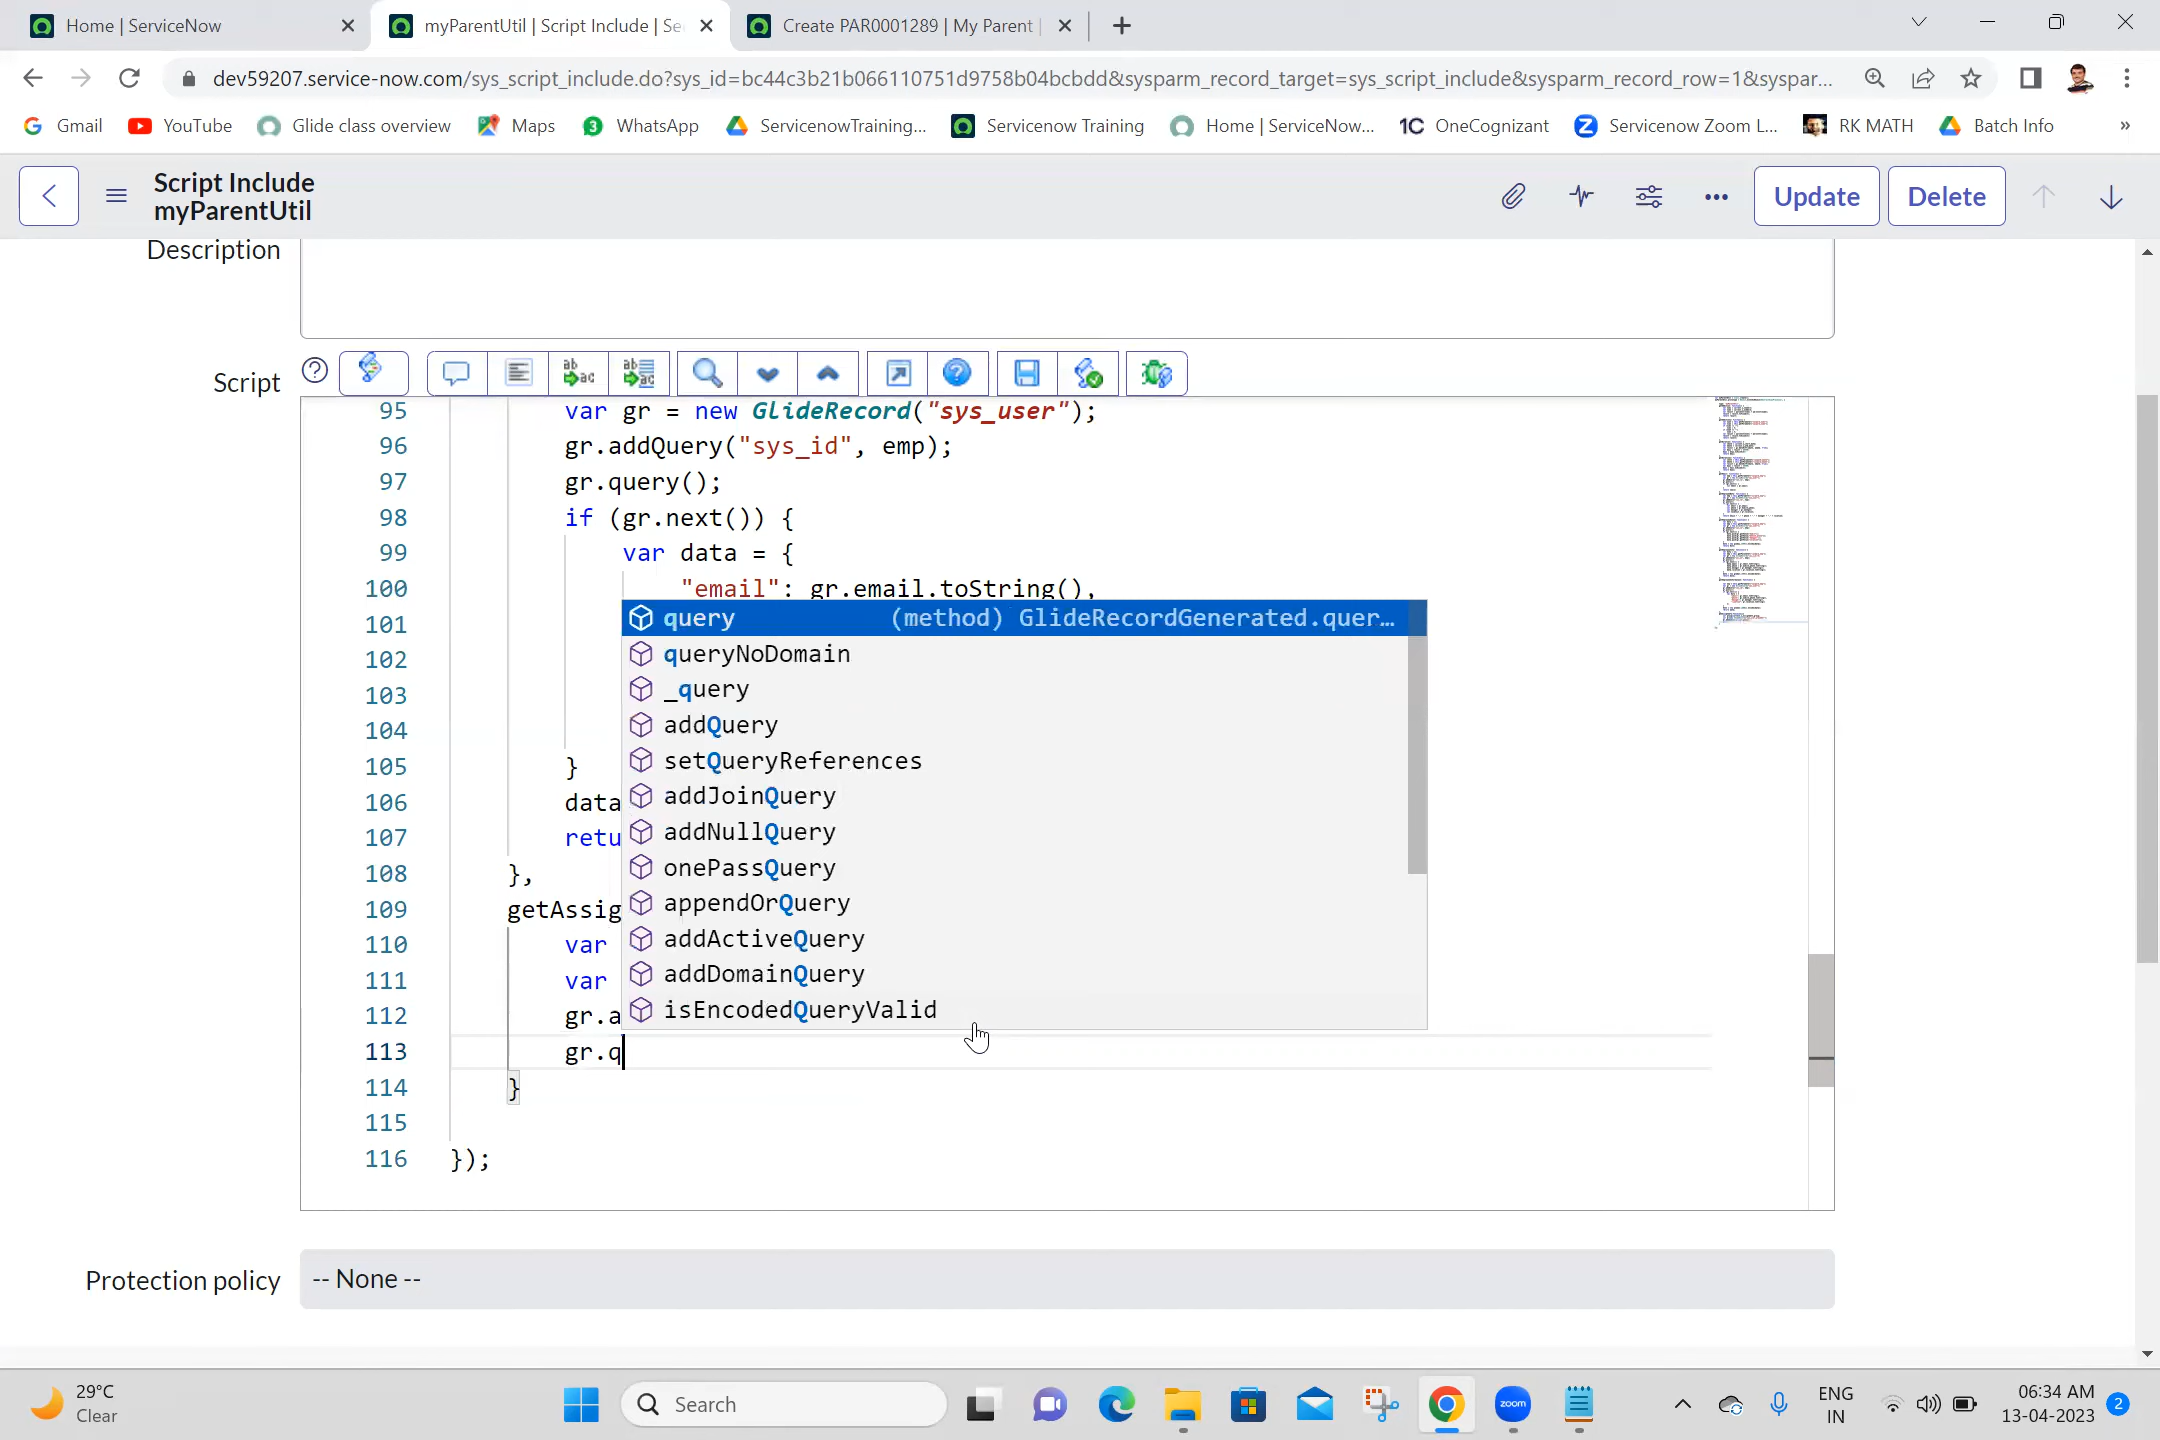 Home | ServiceNow
myParentUtil | Script Include | Se
Create PAR0001289 | My Parent |
dev59207.service-now.com/sys_script_include.do?sys_id=bc44c3b21b066110751d9758b04bcbdd&sysparm_record_target=sys_script_include&sysparm_record_row=1&syspar...
Gmail YouTube Glide class overview Maps 3 WhatsApp ServicenowTraining... Servicenow Training Home | ServiceNow... 1C OneCognizant Z Servicenow Zoom L... RK MATH Batch Info »
Script Include
myParentUtil
Update
Delete
Description
Script
95 var gr = new GlideRecord("sys_user");
96 gr.addQuery("sys_id", emp);
97 gr.query();
98 if (gr.next()) {
99 var data = {
100 "email": gr.email.toString(),
101 query (method) GlideRecordGenerated.quer...
102 queryNoDomain
103 _query
104 addQuery
105 } setQueryReferences
106 data addJoinQuery
107 retu addNullQuery
108 }, onePassQuery
109 getAssig appendOrQuery
110 var addActiveQuery
111 var addDomainQuery
112 gr.a isEncodedQueryValid
113 gr.q
114 }
115
116 });
Protection policy
-- None --
29°C
Clear
Search
zoom
ENG
IN
06:34 AM
13-04-2023
2